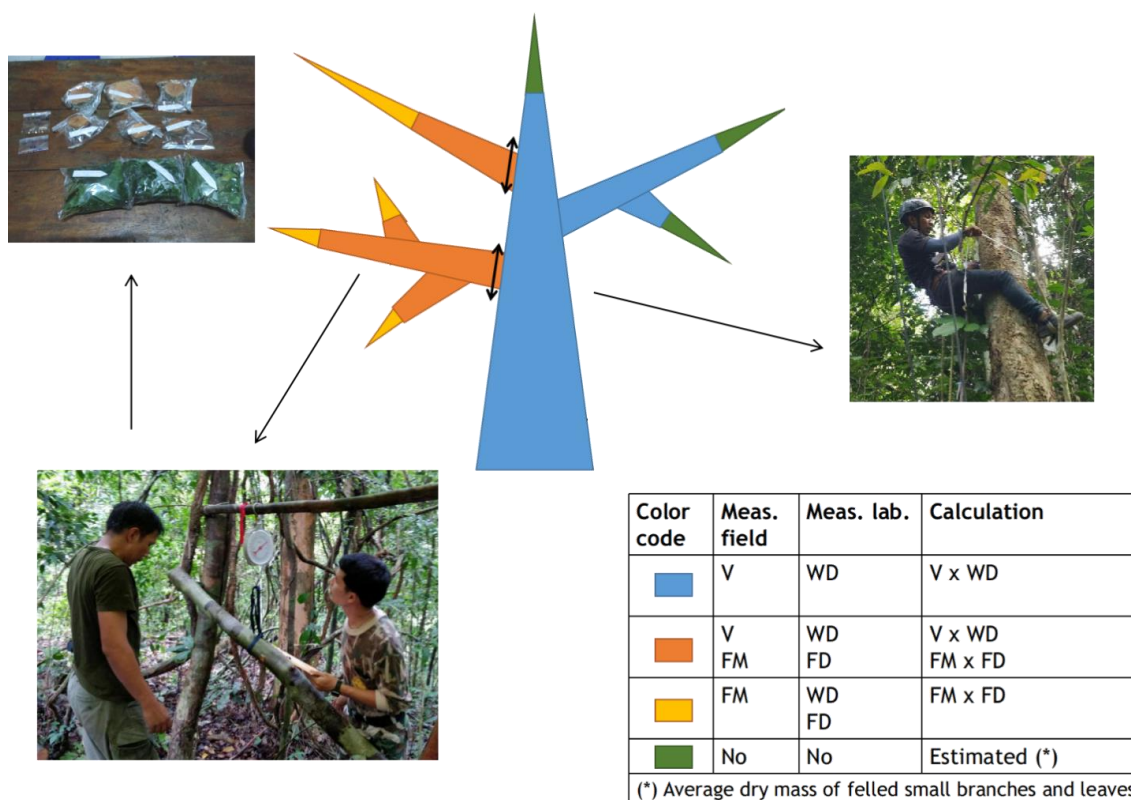 Color code Meas. field Meas. lab. Calculation
V WD V x WD
V WD V x WD
FM FD FM x FD
FM WD FM x FD
FD
No No Estimated (*)
(*) Average dry mass of felled small branches and leaves